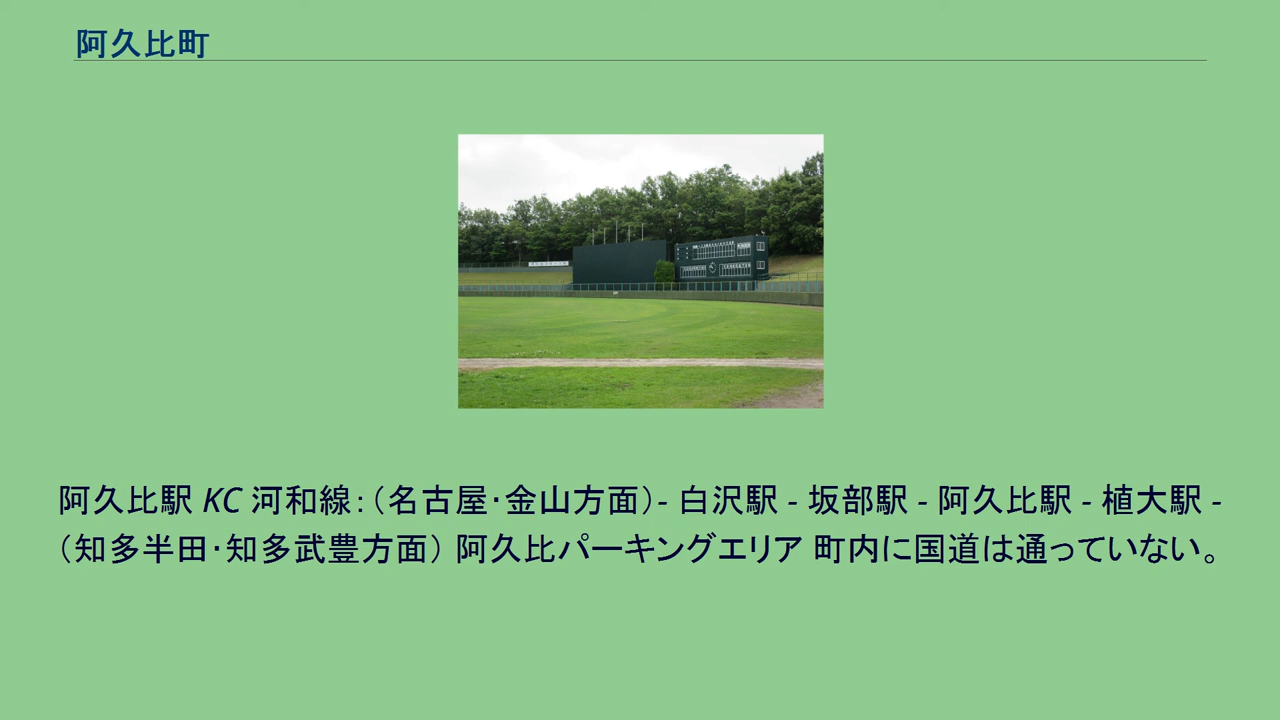 阿久比町
阿久比駅 KC 河和線：（名古屋・金山方面）- 白沢駅 - 坂部駅 - 阿久比駅 - 植大駅 -
（知多半田・知多武豊方面） 阿久比パーキングエリア 町内に国道は通っていない。